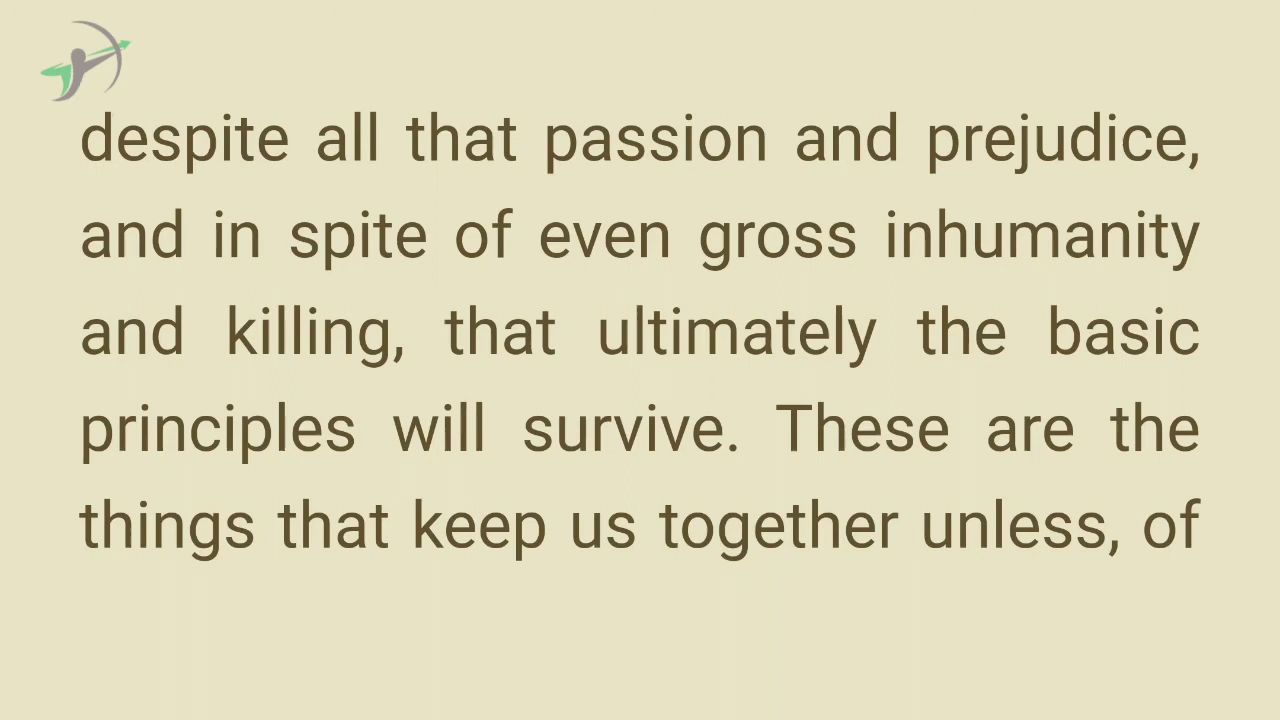 despite all that passion and prejudice,
and in spite of even gross inhumanity
and killing, that ultimately the basic
principles will survive. These are the
things that keep us together unless, of